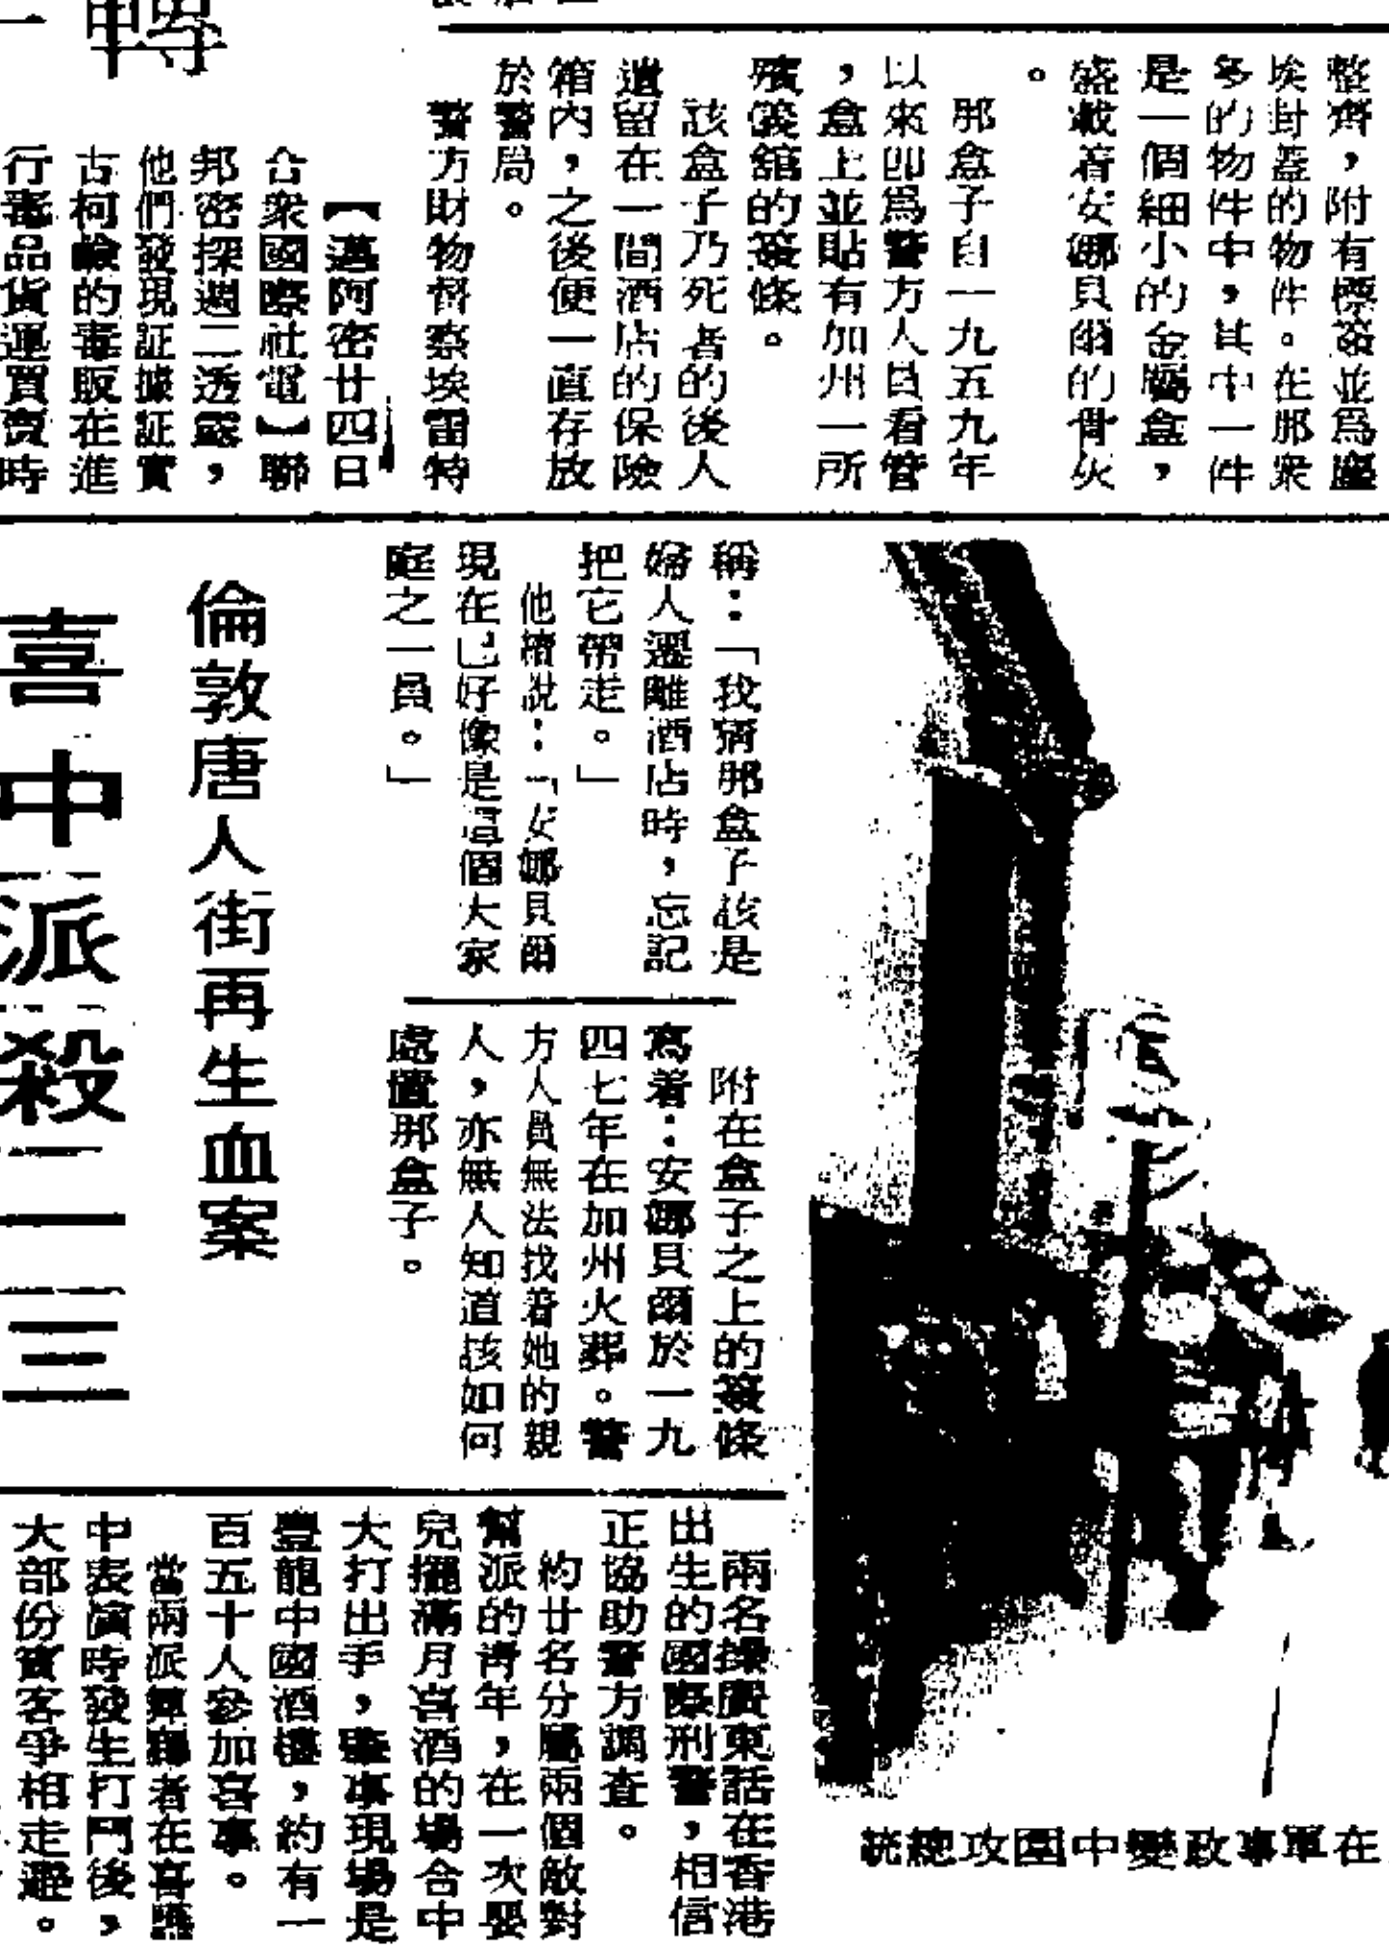 轉
整齊，附有標簽並爲塵
埃封蓋的物件。在那衆
多的物件中，其中一件
是一個細小的金屬盒，
盛載着安娜貝爾的骨灰
。
那盒子自一九五九年
以來即爲警方人員看管
，盒上並貼有加州一所
殯儀舘的簽條。
該盒子乃死者的後人
遺留在一間酒店的保險
箱內，之後便一直存放
於警局。
警方財物督察埃雷特
稱：「我猜那盒子該是
婦人遷離酒店時，忘記
把它帶走。」
他續說：「安娜貝爾
現在已好像是這個大家
庭之一員。」
附在盒子之上的簽條
寫着：安娜貝爾於一九
四七年在加州火葬。警
方人員無法找着她的親
人，亦無人知道該如何
處置那盒子。
【邁阿密廿四日
合衆國際社電】聯
邦密探週二透露，
他們發現証據証實
古柯鹼的毒販在進
行毒品貨運買賣時
倫敦唐人街再生血案
喜中派殺二三
兩名操廣東話在香港
出生的國際刑警，相信
正協助警方調查。
約廿名分屬兩個敵對
幫派的靑年，在一次嬰
兒擺滿月喜酒的場合中
大打出手，肇事現場是
豐龍中國酒樓，約有一
百五十人參加喜事。
當兩派舞獅者在喜讌
中表演時發生打鬥後，
大部份賓客爭相走避。
統總攻圍中變政事軍在